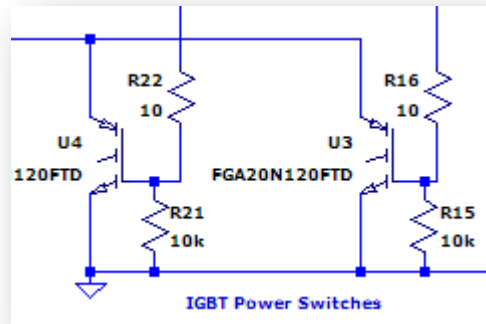 R22
10
R16
10
U4
120FTD
U3
FGA20N120FTD
R21
10k
R15
10k
IGBT Power Switches